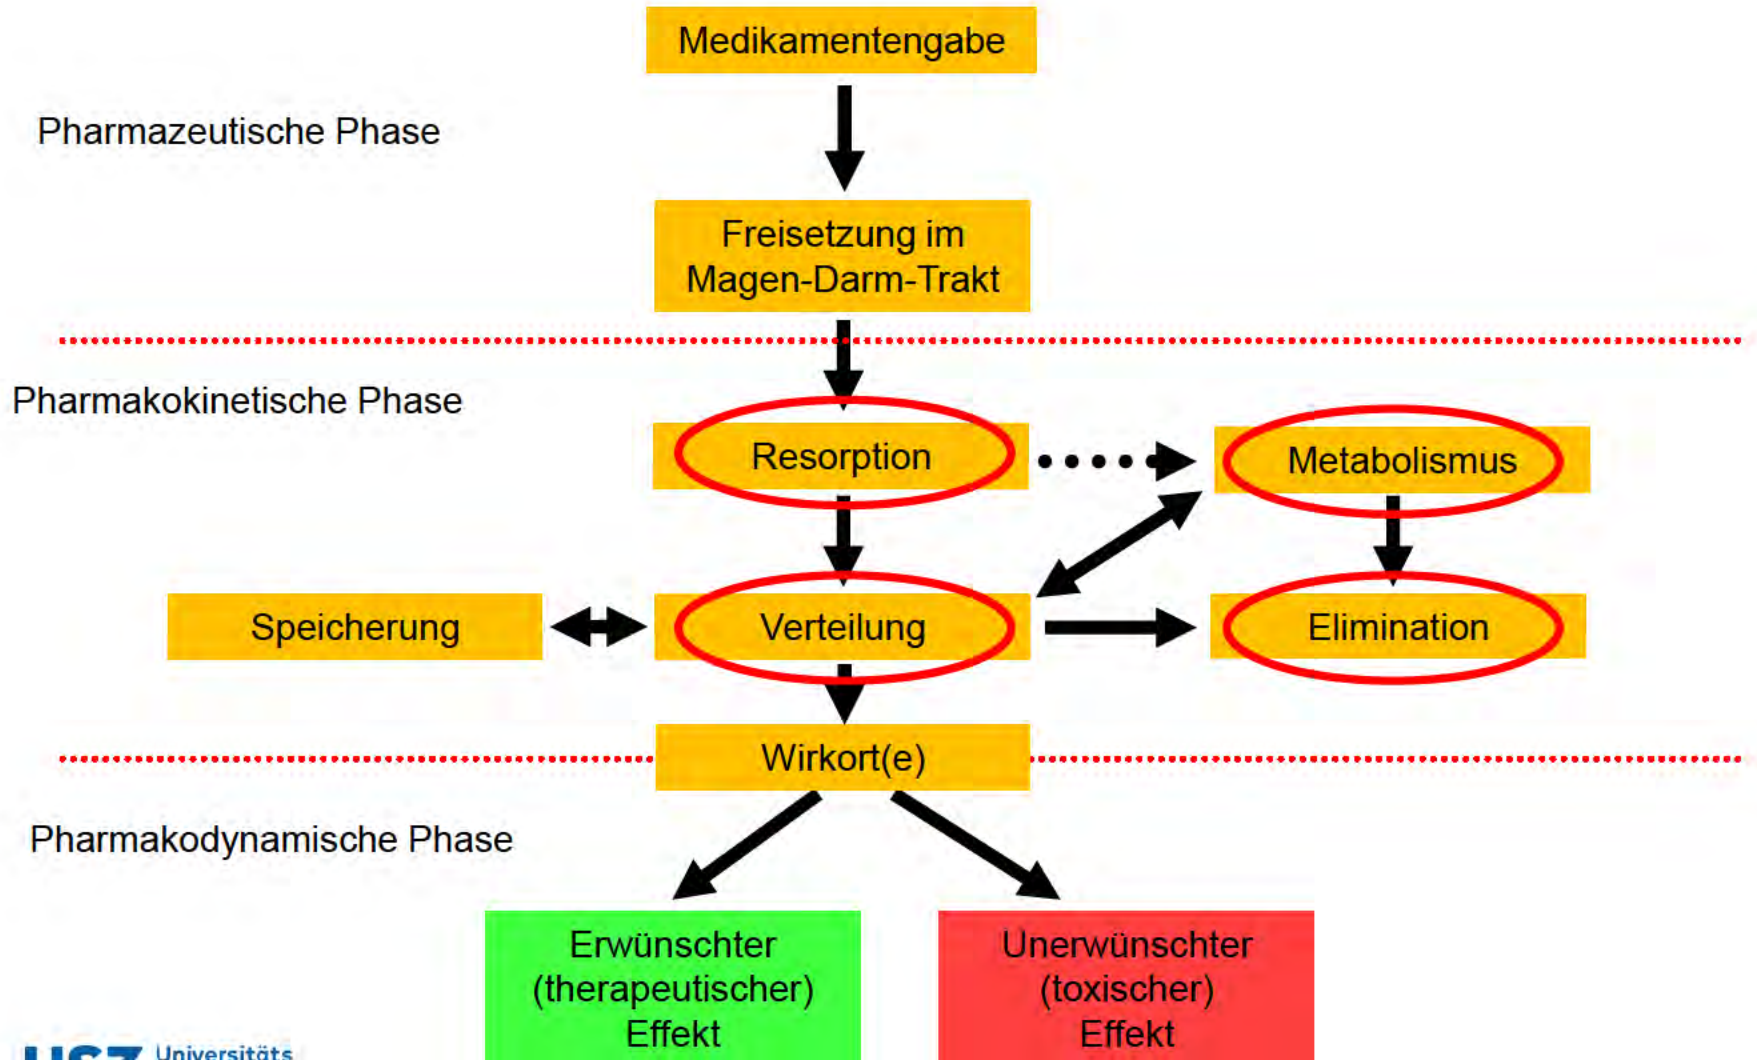 Medikamentengabe
Pharmazeutische Phase
Freisetzung im
Magen-Darm-Trakt
Pharmakokinetische Phase
Resorption
Metabolismus
Speicherung
Verteilung
Elimination
Wirkort(e)
Pharmakodynamische Phase
Erwünschter
(therapeutischer)
Effekt
Unerwünschter
(toxischer)
Effekt
USZ Universitäts